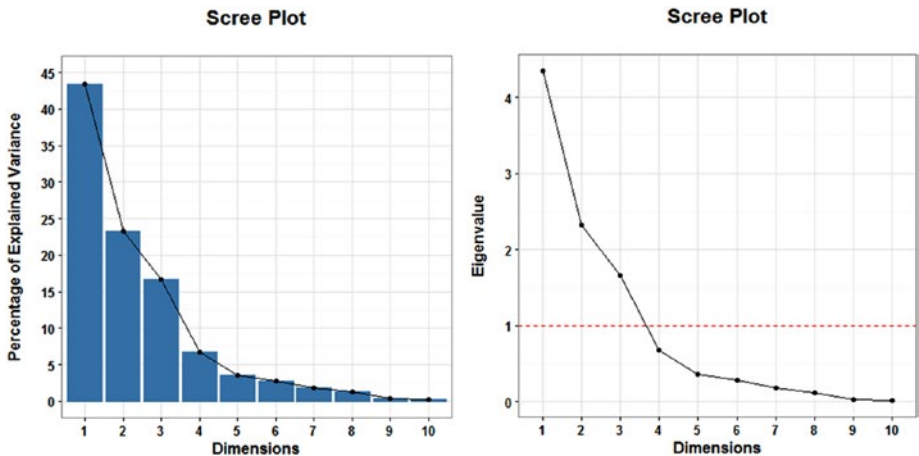 Scree Plot
Percentage of Explained Variance
45
40
35
30
25
20
15
10
5
0
1 2 3 4 5 6 7 8 9 10
Dimensions
Scree Plot
Eigenvalue
4
3
2
1
0
1 2 3 4 5 6 7 8 9 10
Dimensions